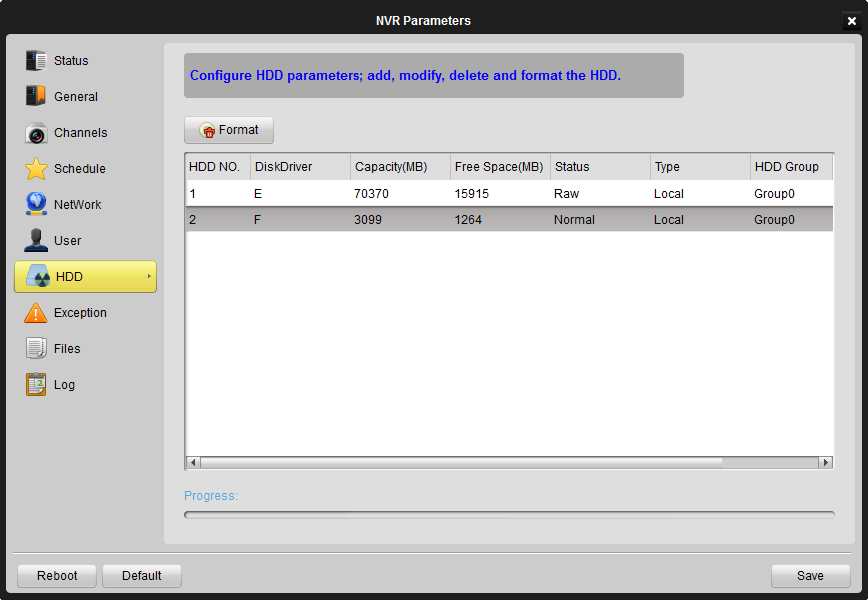 NVR Parameters
Status
General
Channels
Schedule
NetWork
User
HDD
Exception
Files
Log
Configure HDD parameters; add, modify, delete and format the HDD.
Format
HDD NO. DiskDriver Capacity(MB) Free Space(MB) Status Type HDD Group
1 E 70370 15915 Raw Local Group0
2 F 3099 1264 Normal Local Group0
Progress:
Reboot Default Save